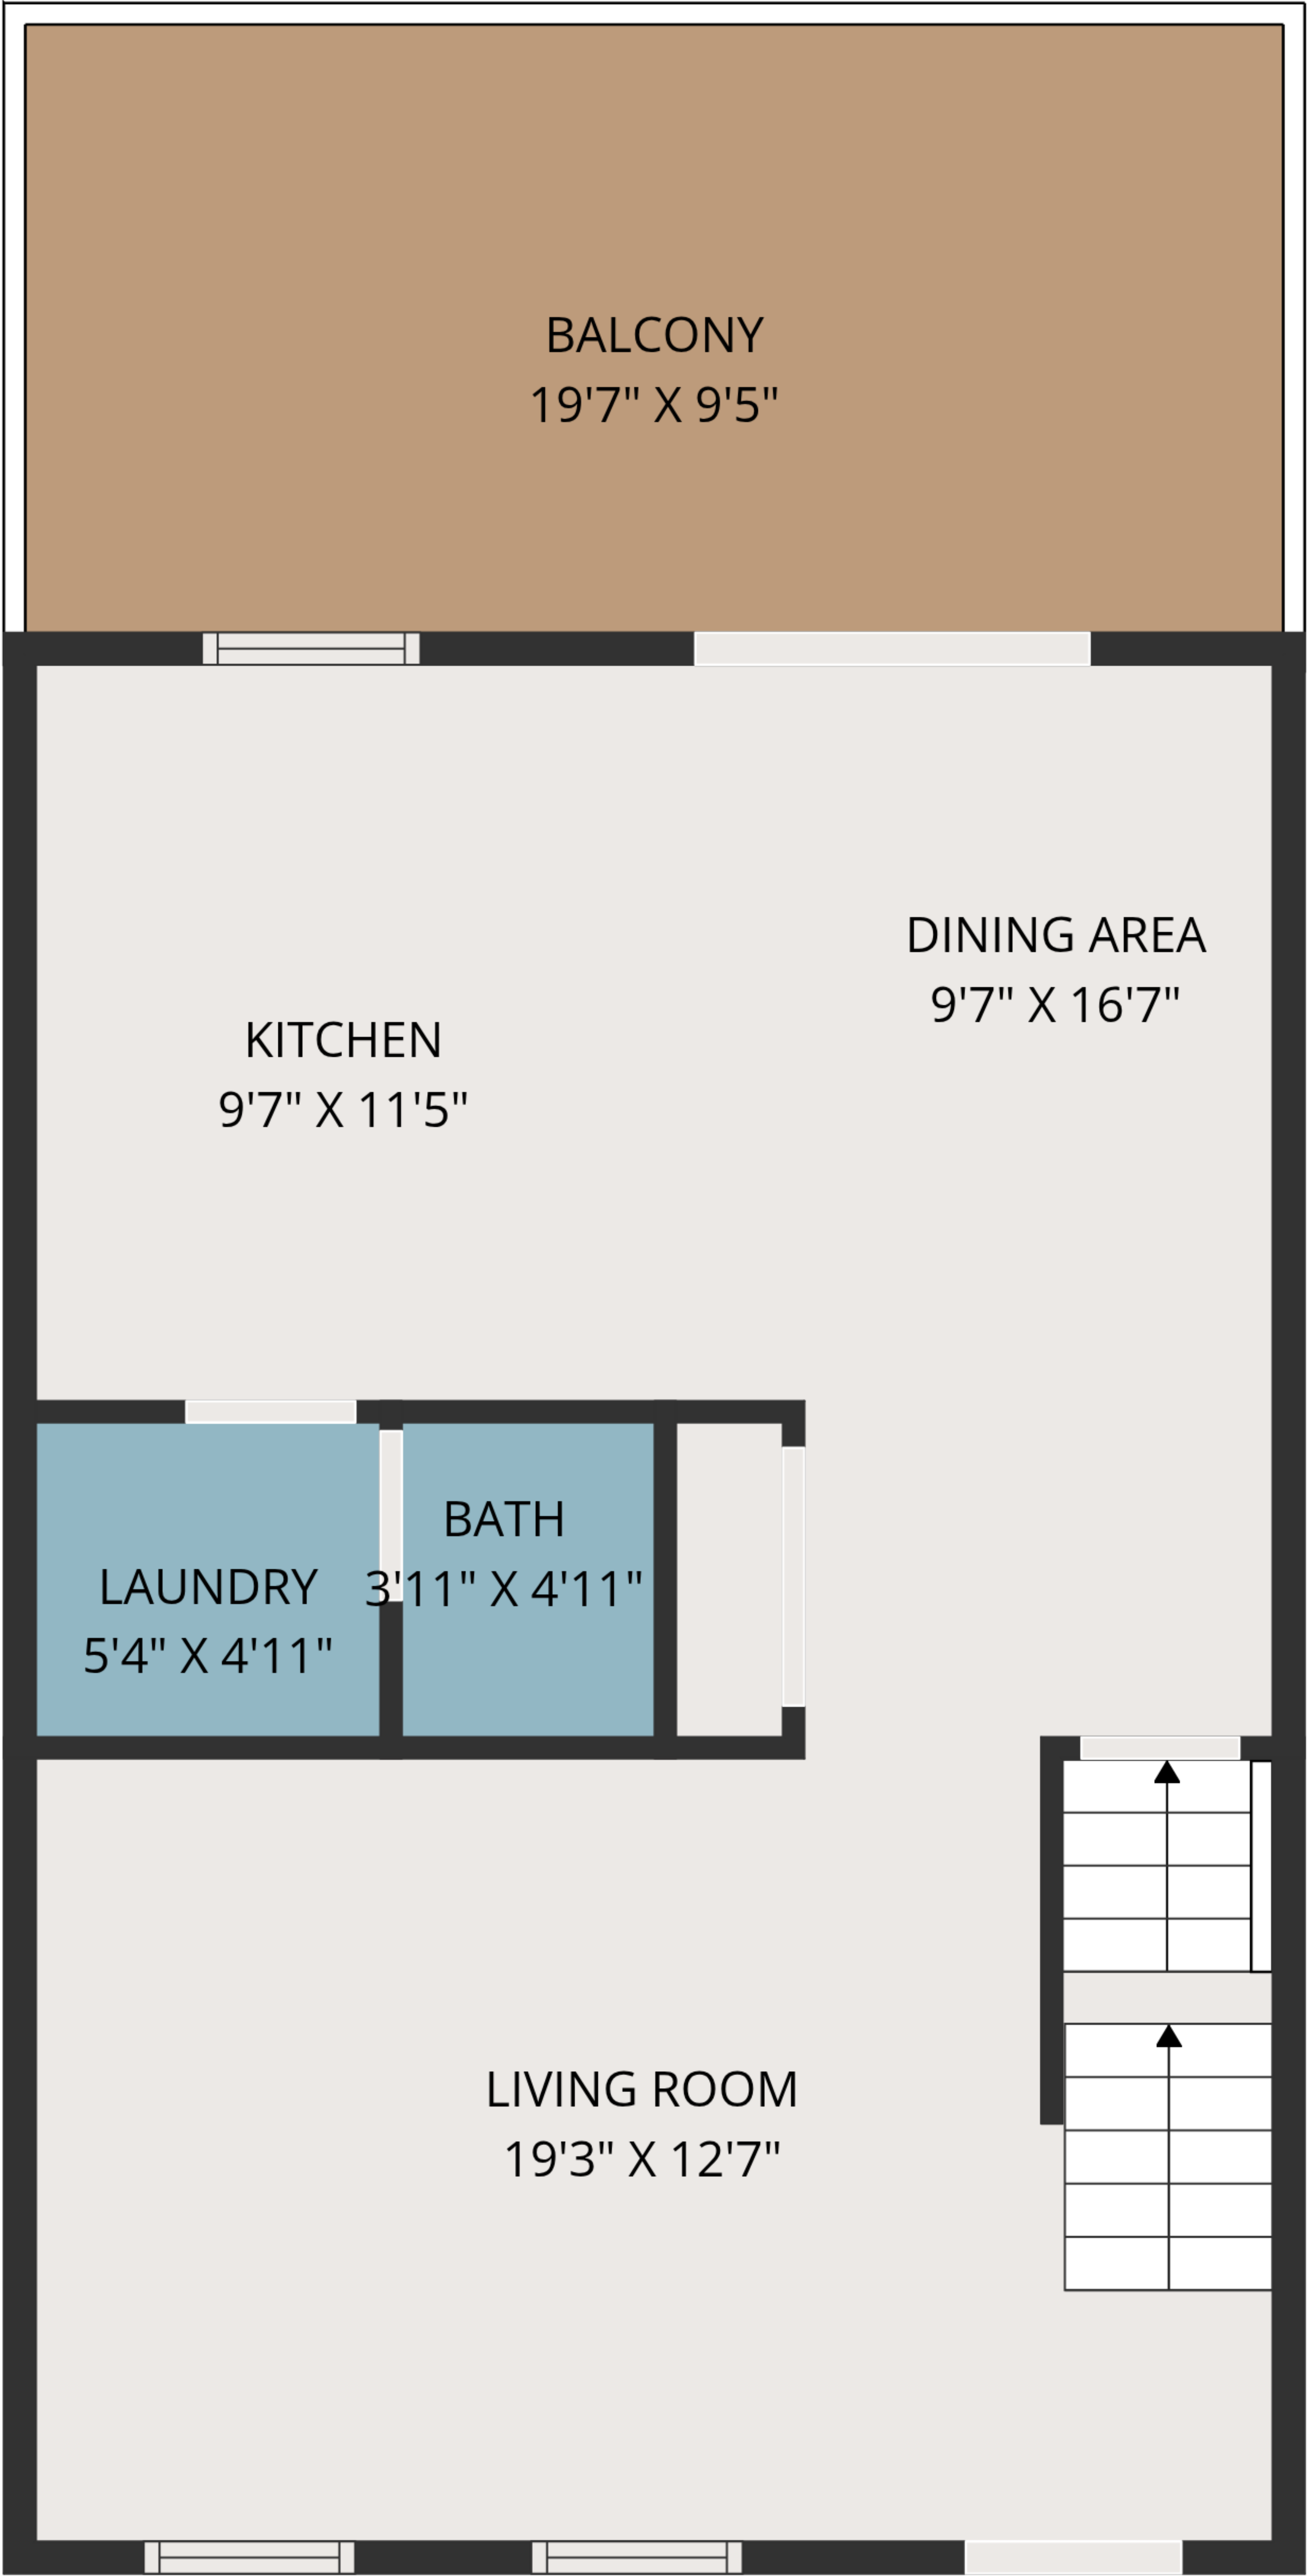 BALCONY
19'7" X 9'5"
DINING AREA
9'7" X 16'7"
KITCHEN
9'7" X 11'5"
BATH
3'11" X 4'11"
LAUNDRY
5'4" X 4'11"
LIVING ROOM
19'3" X 12'7"